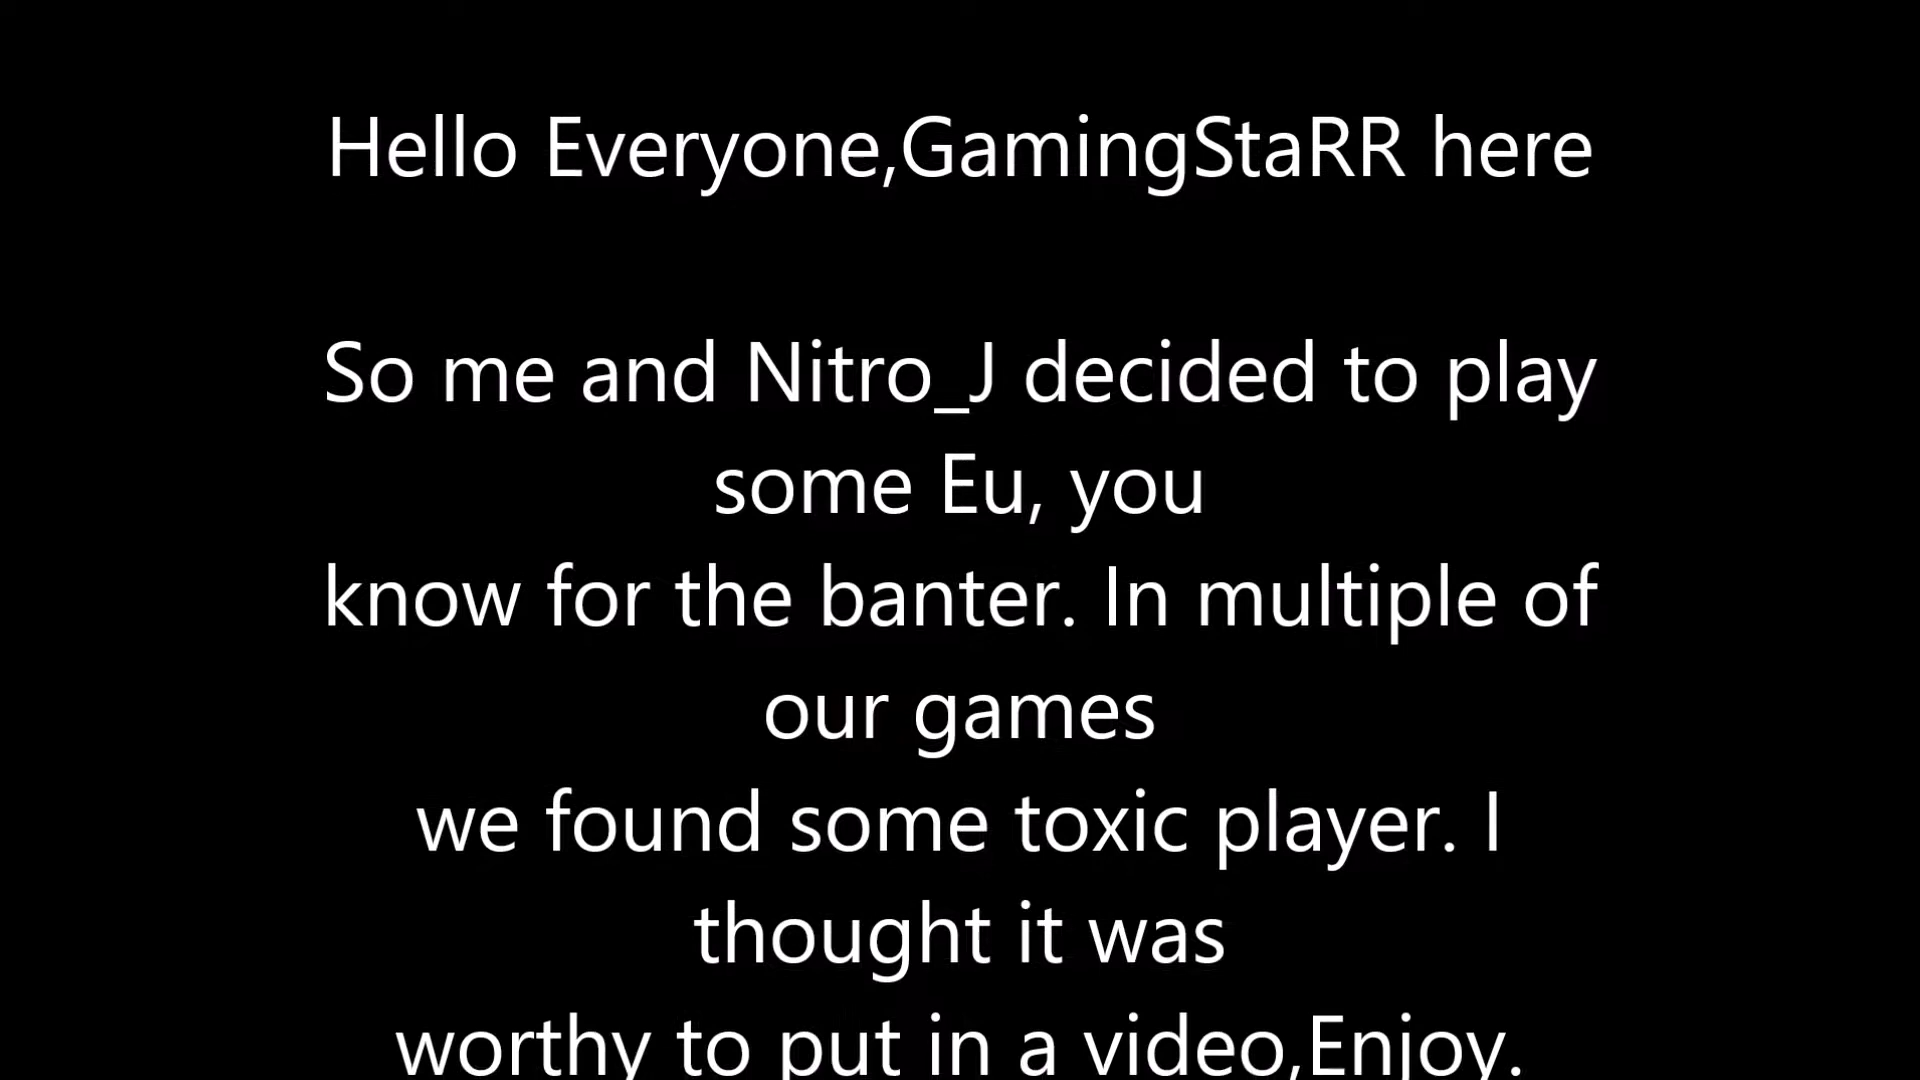 Hello Everyone,GamingStaRR here
So me and Nitro_J decided to play
some Eu, you
know for the banter. In multiple of
our games
we found some toxic player. I
thought it was
worthy to put in a video,Enjoy.